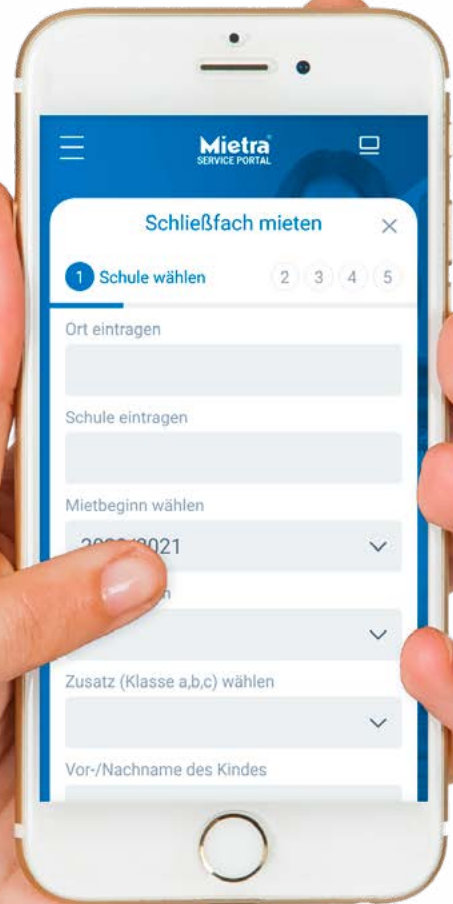 Mietra
SERVICE PORTAL
Schließfach mieten
1 Schule wählen 2 3 4 5
Ort eintragen
Schule eintragen
Mietbeginn wählen
2021
Zusatz (Klasse a,b,c) wählen
Vor-/Nachname des Kindes